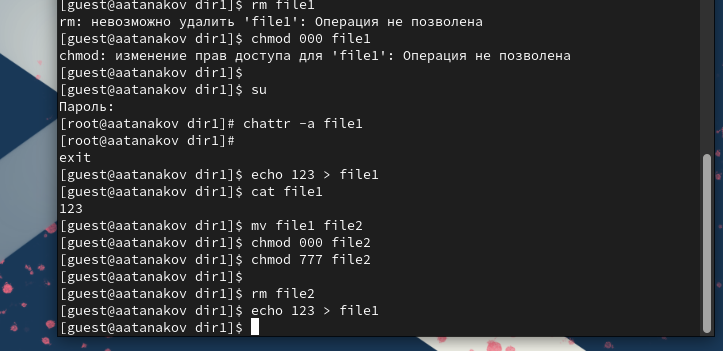 [guest@aatanakov dir1]$ rm file1
rm: невозможно удалить 'file1': Операция не позволена
[guest@aatanakov dir1]$ chmod 000 file1
chmod: изменение прав доступа для 'file1': Операция не позволена
[guest@aatanakov dir1]$
[guest@aatanakov dir1]$ su
Пароль:
[root@aatanakov dir1]# chattr -a file1
[root@aatanakov dir1]#
exit
[guest@aatanakov dir1]$ echo 123 > file1
[guest@aatanakov dir1]$ cat file1
123
[guest@aatanakov dir1]$ mv file1 file2
[guest@aatanakov dir1]$ chmod 000 file2
[guest@aatanakov dir1]$ chmod 777 file2
[guest@aatanakov dir1]$
[guest@aatanakov dir1]$ rm file2
[guest@aatanakov dir1]$ echo 123 > file1
[guest@aatanakov dir1]$